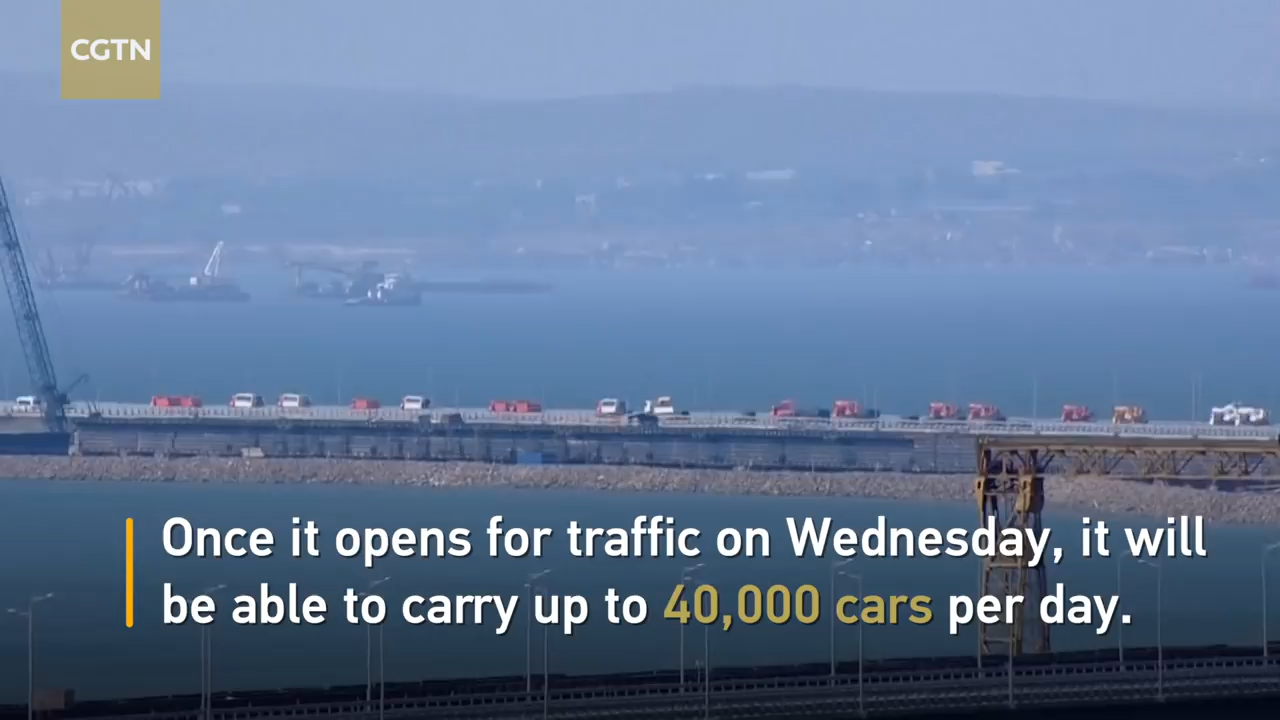 CGTN
Once it opens for traffic on Wednesday, it will
be able to carry up to 40,000 cars per day.